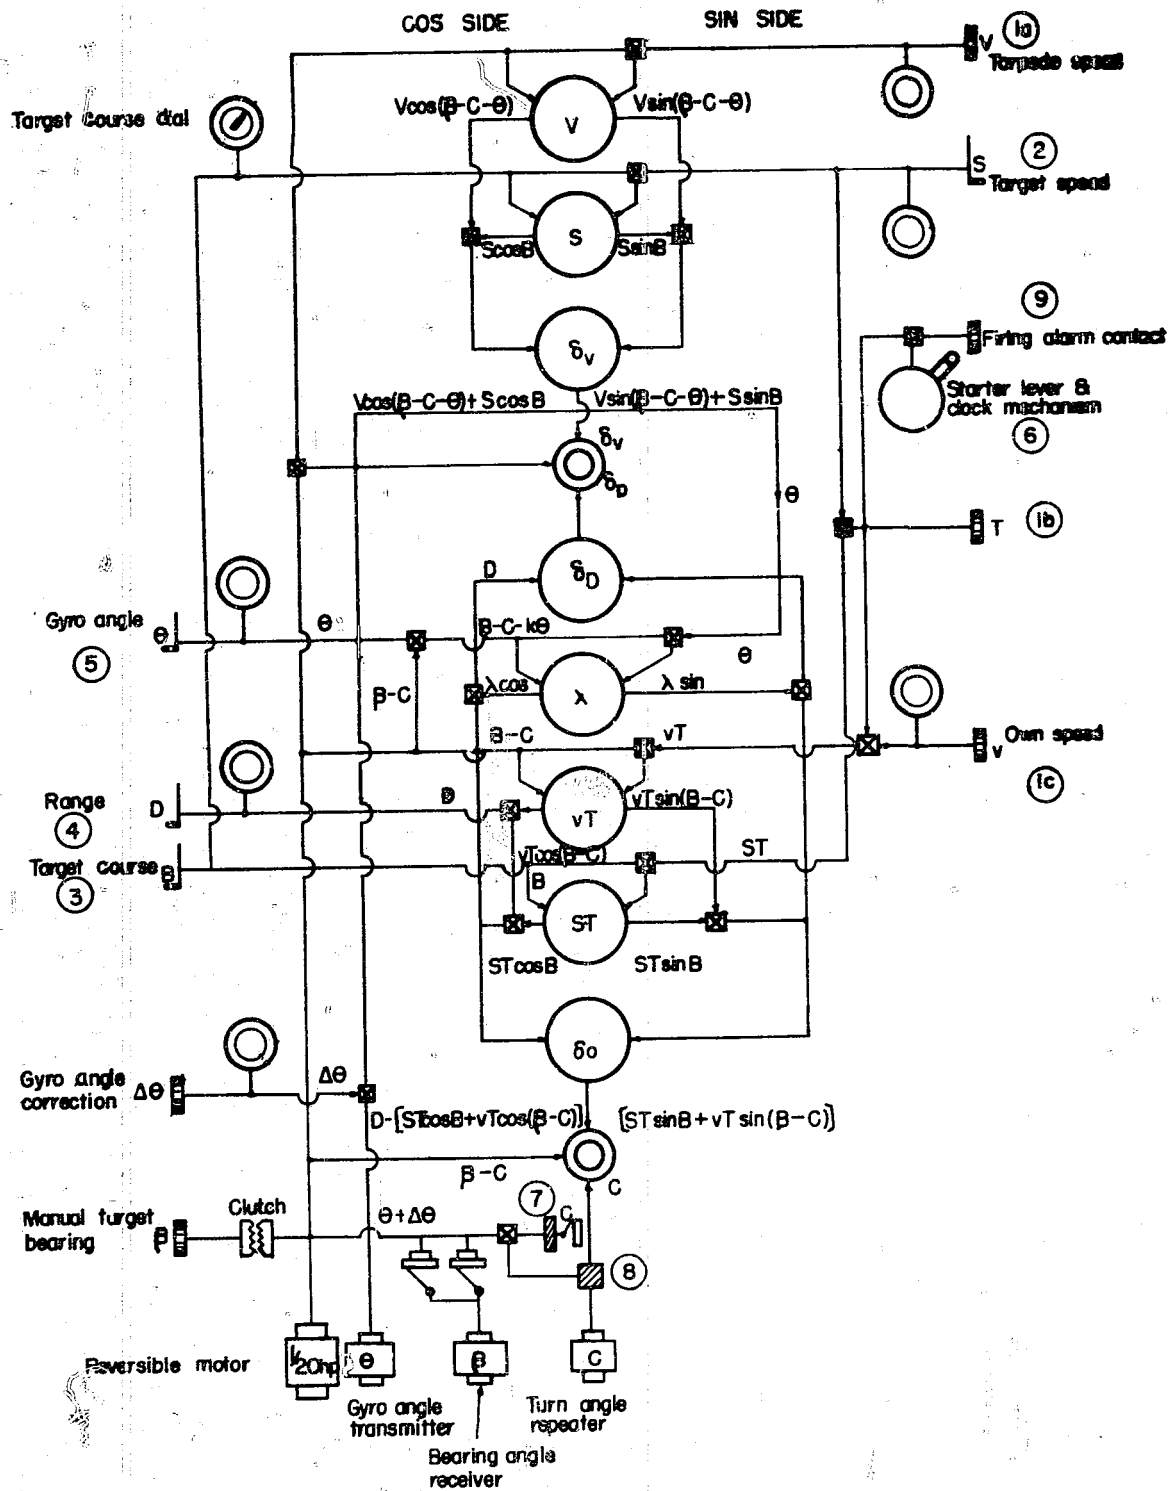 COS SIDE
SIN SIDE
V
1a
Torpedo speed
Target course dial
Vcos(β-C-θ)
Vsin(β-C-θ)
V
S
2
Target speed
S
ScosB
SsinB
9
Firing alarm contact
Starter lever &
clock mechanism
6
δv
Vcos(β-C-θ)+ScosB
Vsin(β-C-θ)+SsinB
δv
δD
θ
T
1b
D
δD
Gyro angle
θ
5
θ
β-C-kθ
θ
λcos
λ
λ sin
β-C
β-C
vT
v
Own speed
1c
Range
4
D
D
vT
vTsin(β-C)
vTcos(β-C)
ST
Target course
B
3
B
ST
STcosB
STsinB
δo
Gyro angle
correction
Δθ
Δθ
D-[STcosB+vTcos(β-C)]
[STsinB+vTsin(β-C)]
β-C
C
7
C
Manual turget
bearing
β
Clutch
θ+Δθ
8
Reversible motor
1/20hp
θ
β
C
Gyro angle
transmitter
Turn angle
repeater
Bearing angle
receiver